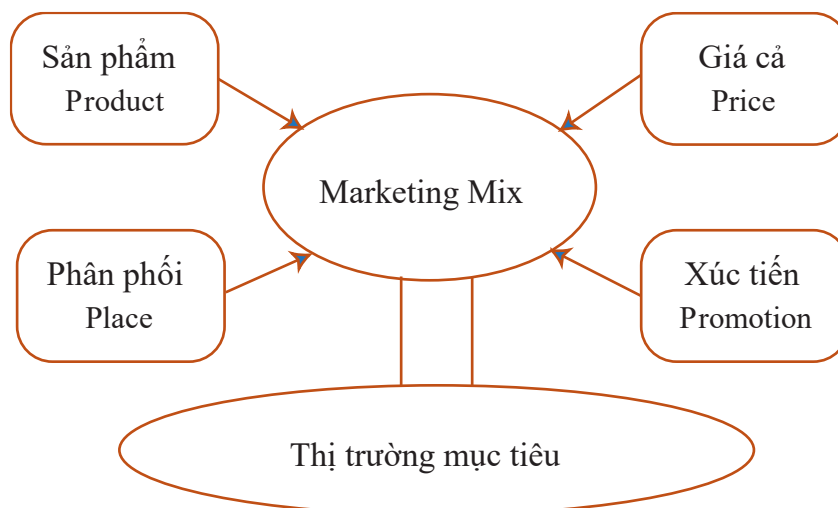 Sản phẩm
Product
Giá cả
Price
Marketing Mix
Phân phối
Place
Xúc tiến
Promotion
Thị trường mục tiêu